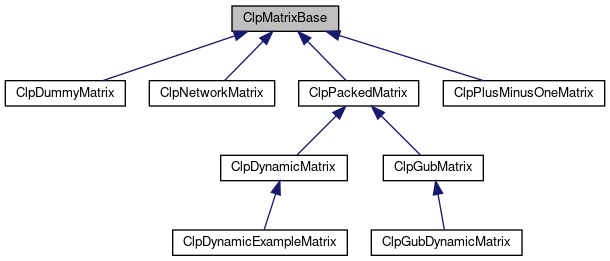 ClpMatrixBase
ClpDummyMatrix
ClpNetworkMatrix
ClpPackedMatrix
ClpPlusMinusOneMatrix
ClpDynamicMatrix
ClpGubMatrix
ClpDynamicExampleMatrix
ClpGubDynamicMatrix